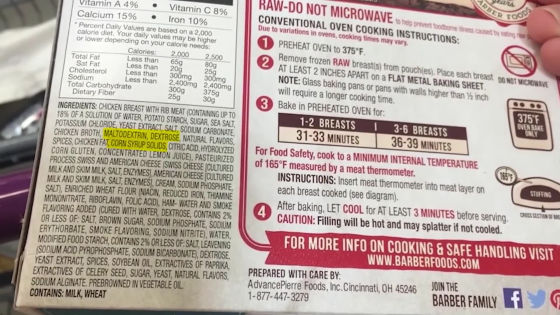 Vitamin A 4% • Vitamin C 8%
Calcium 15% • Iron 10%
*Percent Daily Values are based on a 2,000
calorie diet. Your daily values may be higher
or lower depending on your calorie needs:
Calories: 2,000 2,500
Total Fat Less than 65g 80g
Sat Fat Less than 20g 25g
Cholesterol Less than 300mg 300mg
Sodium Less than 2,400mg 2,400mg
Total Carbohydrate 300g 375g
Dietary Fiber 25g 30g
INGREDIENTS: CHICKEN BREAST WITH RIB MEAT (CONTAINING UP TO
18% OF A SOLUTION OF WATER, POTATO STARCH, SUGAR, SEA SALT,
POTASSIUM CHLORIDE, YEAST EXTRACT, SALT, SODIUM CARBONATE,
CHICKEN BROTH, MALTODEXTRIN, DEXTROSE, NATURAL FLAVORS,
SPICES, CHICKEN FAT, CORN SYRUP SOLIDS, CITRIC ACID, HYDROLYZED
CORN GLUTEN, CONCENTRATED LEMON JUICE), PASTEURIZED
PROCESS SWISS AND AMERICAN CHEESE (SWISS CHEESE [CULTURED
MILK AND SKIM MILK, SALT, ENZYMES], AMERICAN CHEESE [CULTURED
MILK AND SKIM MILK, SALT, ENZYMES], CREAM, SODIUM PHOSPHATE,
SALT), ENRICHED WHEAT FLOUR (NIACIN, REDUCED IRON, THIAMINE
MONONITRATE, RIBOFLAVIN, FOLIC ACID), HAM- WATER AND SMOKE
FLAVORING ADDED (CURED WITH WATER, DEXTROSE, CONTAINS 2%
OR LESS OF: SALT, BROWN SUGAR, SODIUM PHOSPHATE, SODIUM
ERYTHORBATE, SMOKE FLAVORING, SODIUM NITRITE), WATER,
MODIFIED FOOD STARCH, CONTAINS 2% OR LESS OF: SALT, LEAVENING
(SODIUM ACID PYROPHOSPHATE, SODIUM BICARBONATE), DEXTROSE,
YEAST EXTRACT, SPICES, SOYBEAN OIL, EXTRACTIVES OF PAPRIKA,
EXTRACTIVES OF CELERY SEED, SUGAR, YEAST, NATURAL FLAVORS,
SODIUM ALGINATE. PREBROWNED IN VEGETABLE OIL.
CONTAINS: MILK, WHEAT
RAW-DO NOT MICROWAVE to help prevent foodborne illness caused by eating raw
CONVENTIONAL OVEN COOKING INSTRUCTIONS:
Due to variations in ovens, cooking times may vary.
1 PREHEAT OVEN to 375°F.
2 Remove frozen RAW breast(s) from pouch(es). Place each breast
AT LEAST 2 INCHES APART on a FLAT METAL BAKING SHEET.
NOTE: Glass baking pans or pans with walls higher than ½ inch
will require a longer cooking time.
3 Bake in PREHEATED OVEN for:
1-2 BREASTS 3-6 BREASTS
31-33 MINUTES 36-39 MINUTES
For Food Safety, cook to a MINIMUM INTERNAL TEMPERATURE
of 165°F measured by a meat thermometer.
INSTRUCTIONS: Insert meat thermometer into meat layer on
each breast cooked (see diagram).
4 After baking, LET COOL for AT LEAST 3 MINUTES before serving.
CAUTION: Filling will be hot and may splatter if not cooled.
FOR MORE INFO ON COOKING & SAFE HANDLING VISIT
WWW.BARBERFOODS.COM
PREPARED WITH CARE BY:
AdvancePierre Foods, Inc. Cincinnati, OH 45246
1-877-447-3279
JOIN THE
BARBER FAMILY
Years
BARBER FOODS
DO NOT MICROWAVE
375°F
OVEN BAKE
ONLY
165°F
STUFFING